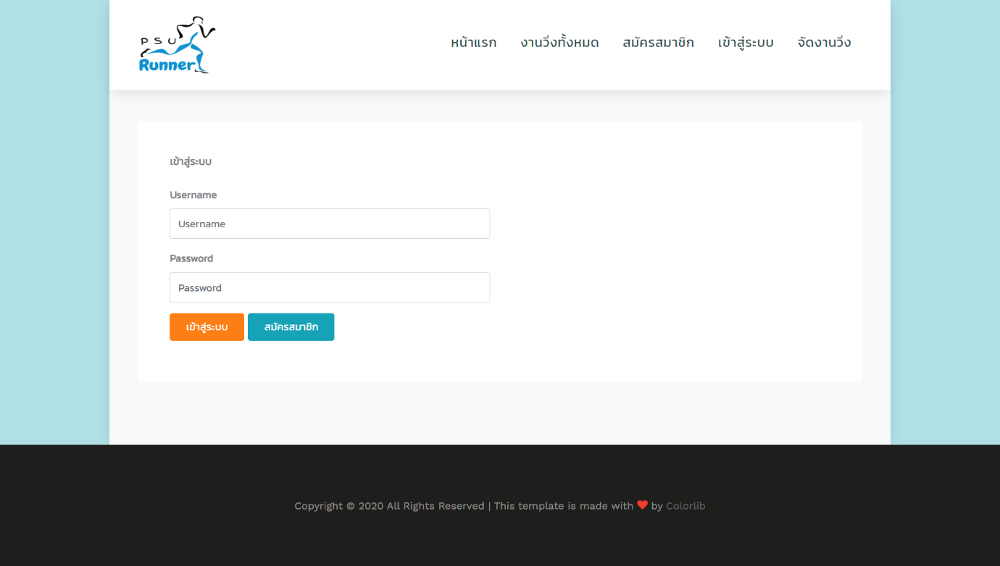 PSU
Runner
หน้าแรก งานวิ่งทั้งหมด สมัครสมาชิก เข้าสู่ระบบ จัดงานวิ่ง
เข้าสู่ระบบ
Username
Username
Password
Password
เข้าสู่ระบบ สมัครสมาชิก
Copyright © 2020 All Rights Reserved | This template is made with ❤ by Colorlib